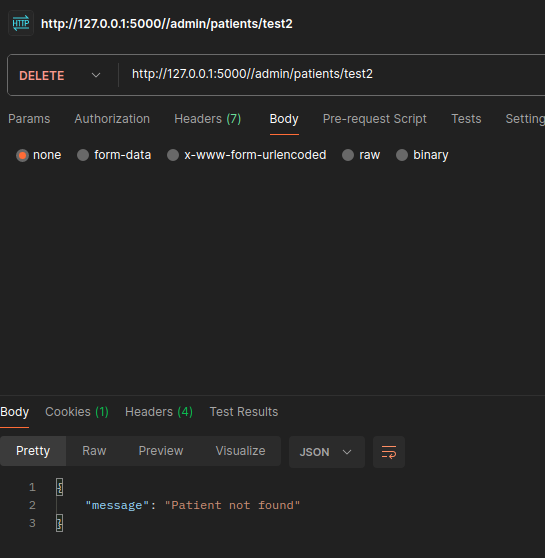 HTTP http://127.0.0.1:5000//admin/patients/test2
DELETE http://127.0.0.1:5000//admin/patients/test2
Params Authorization Headers (7) Body Pre-request Script Tests Setting
none form-data x-www-form-urlencoded raw binary
Body Cookies (1) Headers (4) Test Results
Pretty Raw Preview Visualize JSON
1 {
2 "message": "Patient not found"
3 }